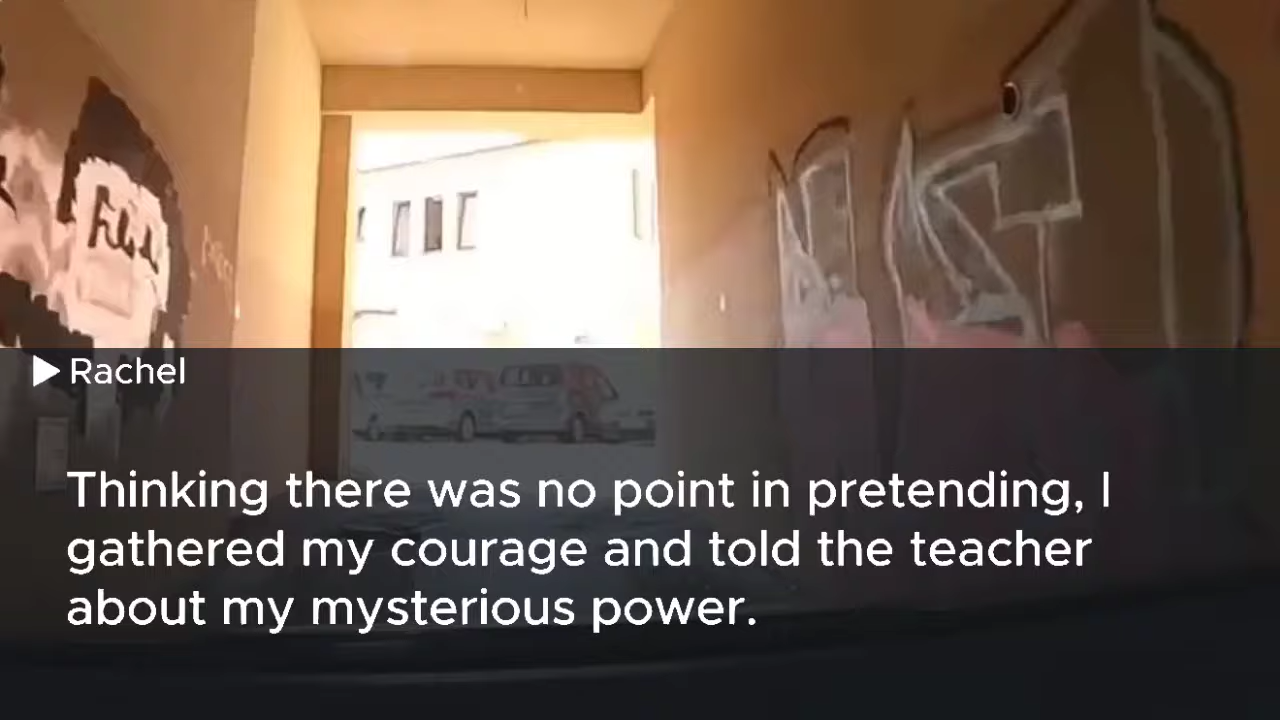 Rachel
Thinking there was no point in pretending, I
gathered my courage and told the teacher
about my mysterious power.